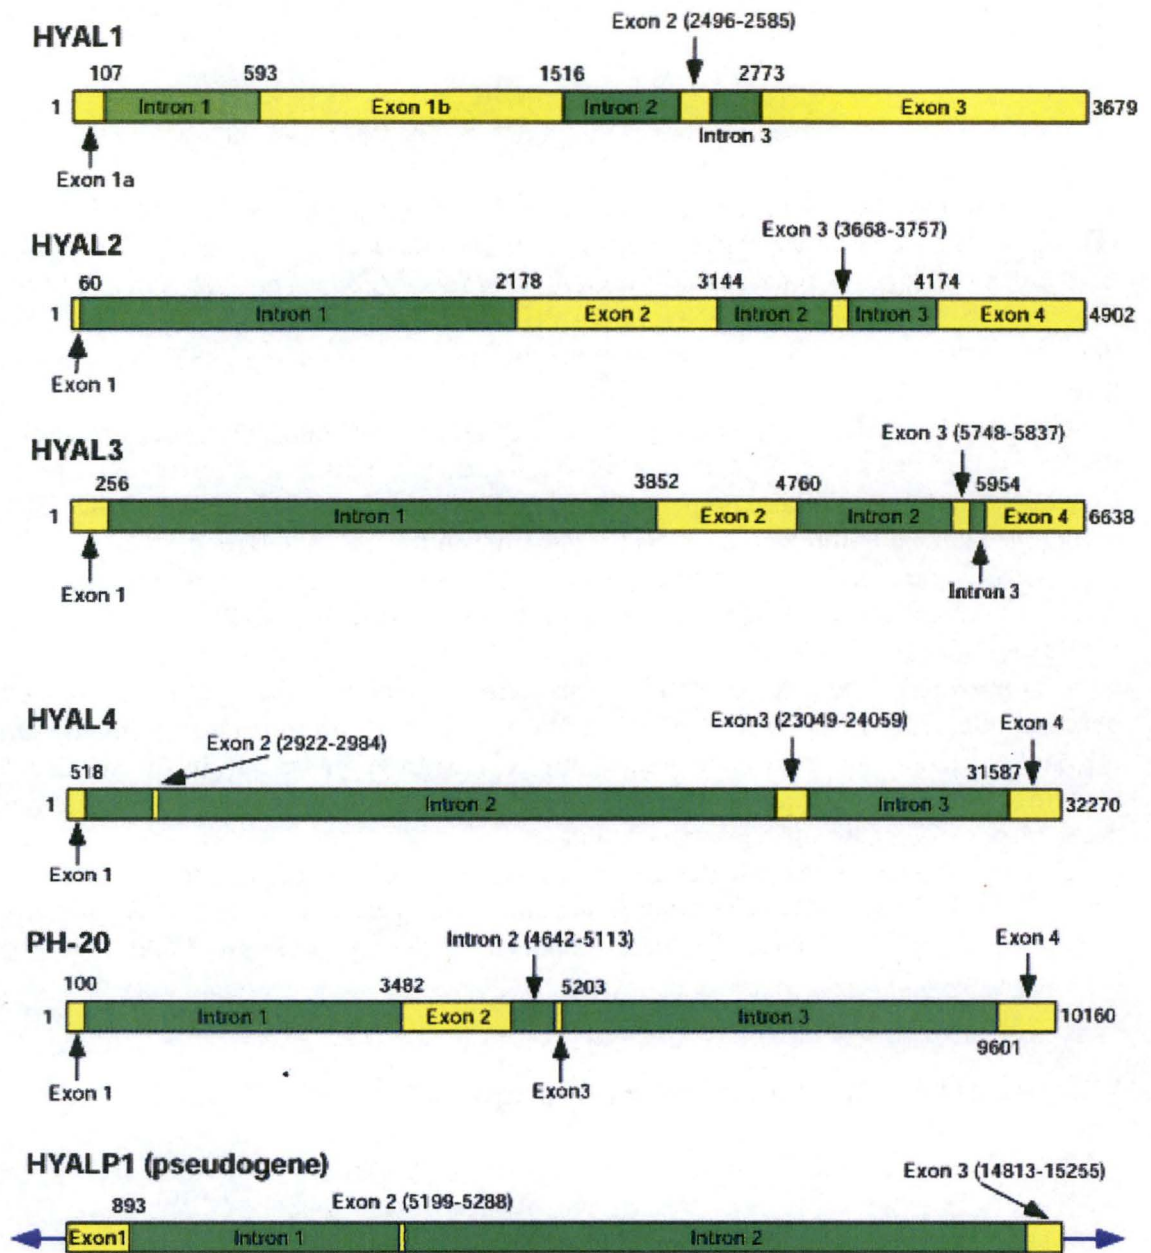 HYAL1
Exon 2 (2496-2585)
107 593 1516 2773
1 Intron 1 Exon 1b Intron 2 Exon 3 3679
Intron 3
Exon 1a
HYAL2
Exon 3 (3668-3757)
60 2178 3144 4174
1 Intron 1 Exon 2 Intron 2 Intron 3 Exon 4 4902
Exon 1
HYAL3
Exon 3 (5748-5837)
256 3852 4760 5954
1 Intron 1 Exon 2 Intron 2 Exon 4 6638
Exon 1 Intron 3
HYAL4
Exon3 (23049-24059) Exon 4
Exon 2 (2922-2984)
518 31587
1 Intron 2 Intron 3 32270
Exon 1
PH-20
Intron 2 (4642-5113) Exon 4
100 3482 5203
1 Intron 1 Exon 2 Intron 3 10160
9601
Exon 1 Exon3
HYALP1 (pseudogene)
Exon 3 (14813-15255)
893 Exon 2 (5199-5288)
Exon1 Intron 1 Intron 2